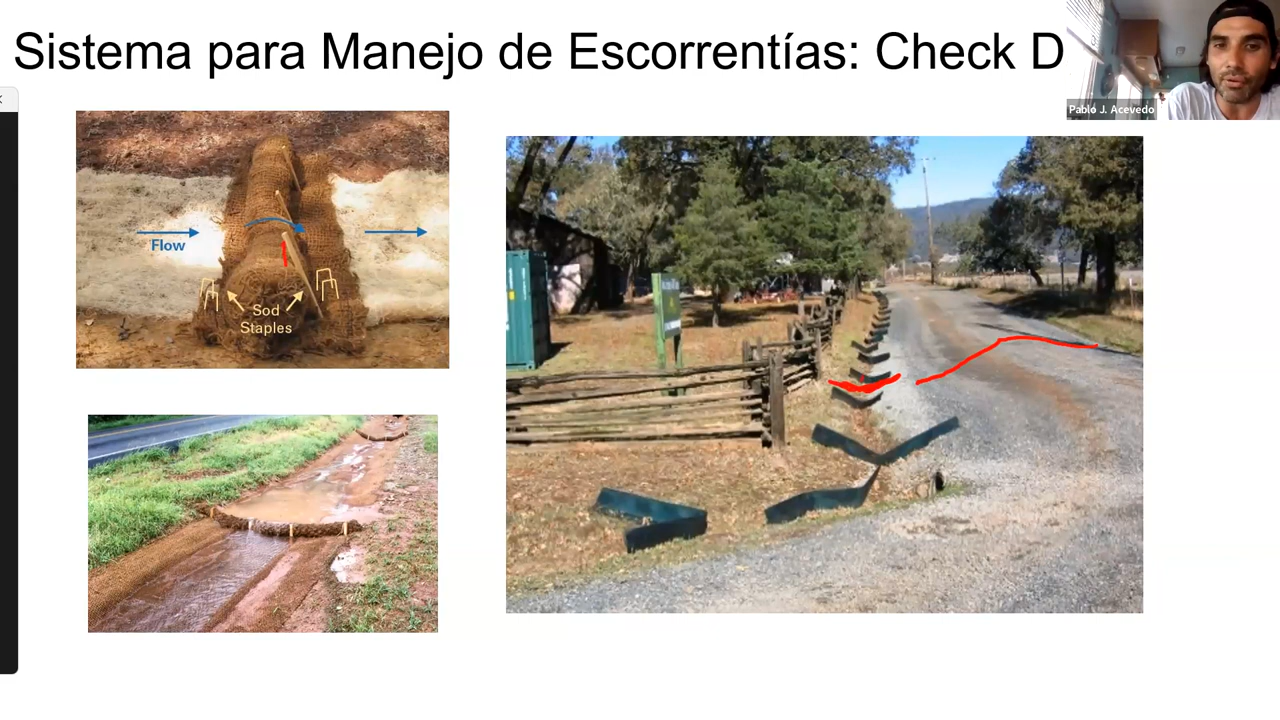 Sistema para Manejo de Escorrentías: Check D
Pablo J. Acevedo
Flow
Sod
Staples